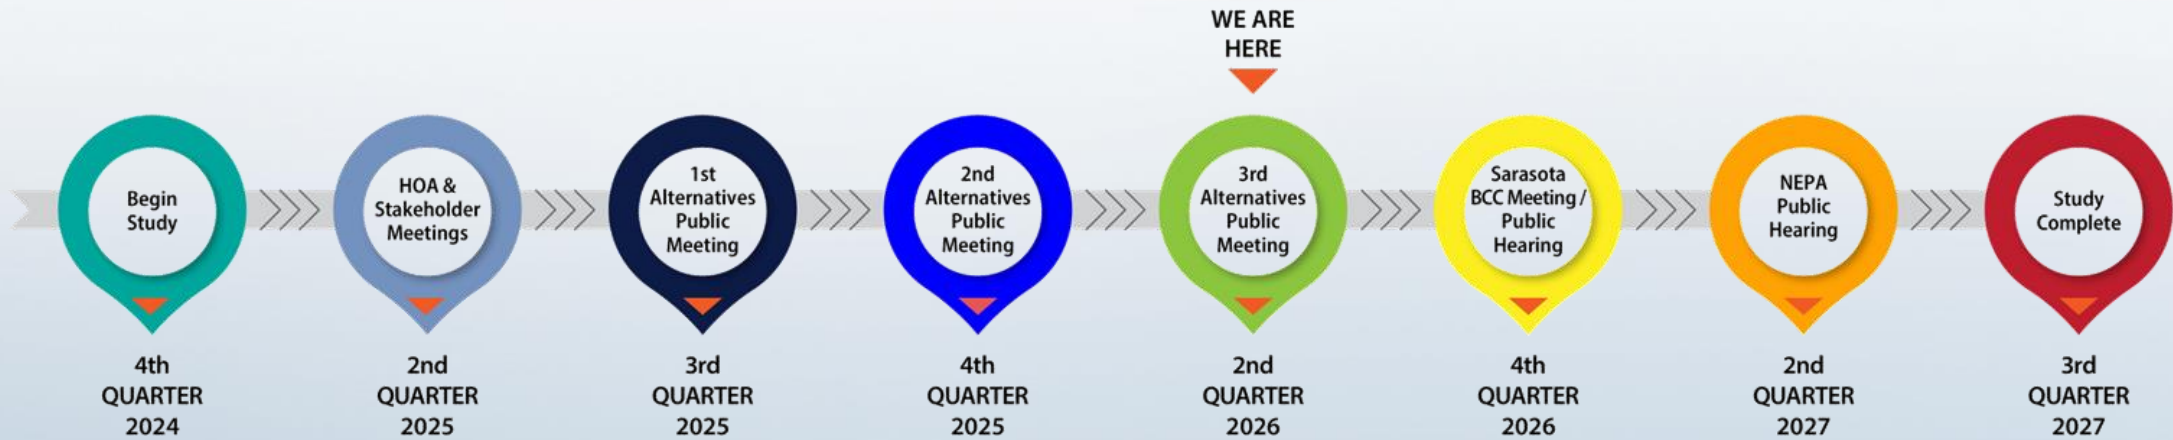 WE ARE
HERE
Begin
Study
HOA &
Stakeholder
Meetings
1st
Alternatives
Public
Meeting
2nd
Alternatives
Public
Meeting
3rd
Alternatives
Public
Meeting
Sarasota
BCC Meeting /
Public
Hearing
NEPA
Public
Hearing
Study
Complete
4th
QUARTER
2024
2nd
QUARTER
2025
3rd
QUARTER
2025
4th
QUARTER
2025
2nd
QUARTER
2026
4th
QUARTER
2026
2nd
QUARTER
2027
3rd
QUARTER
2027